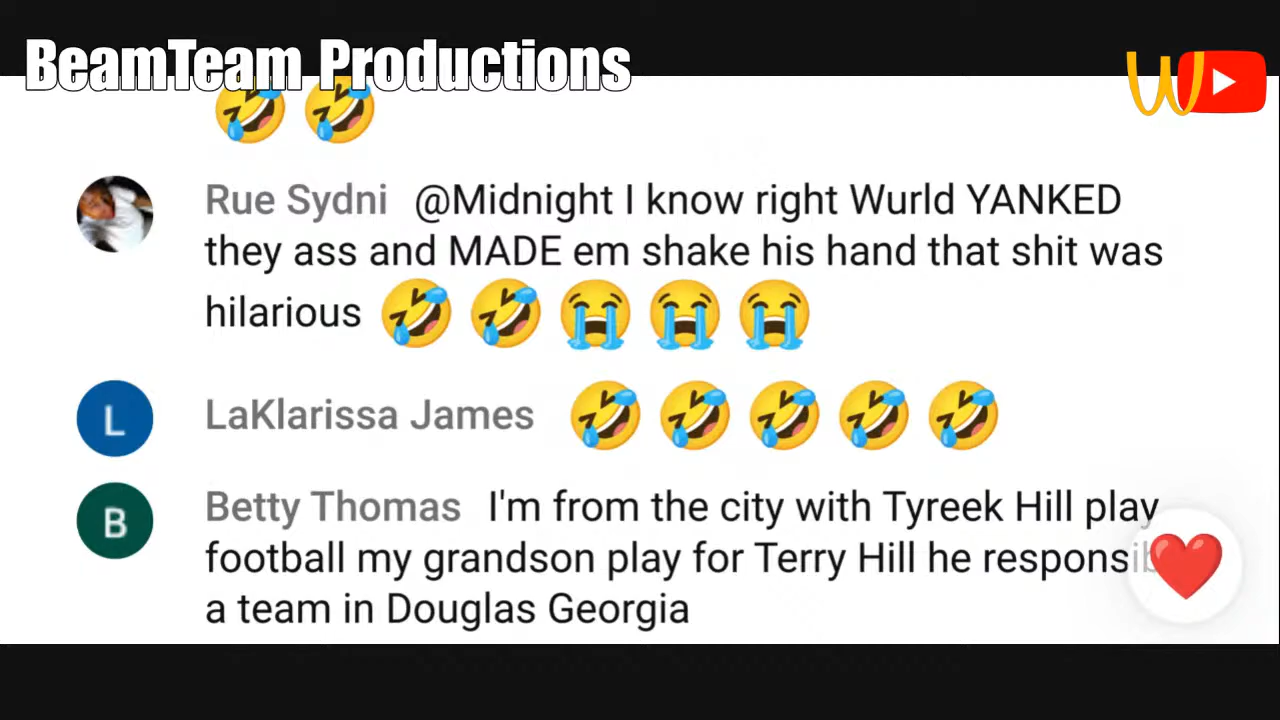 BeamTeam Productions
W
🤣 🤣
Rue Sydni @Midnight I know right Wurld YANKED
they ass and MADE em shake his hand that shit was
hilarious 🤣 🤣 😭 😭 😭
L LaKlarissa James 🤣 🤣 🤣 🤣 🤣
Betty Thomas I'm from the city with Tyreek Hill play
B football my grandson play for Terry Hill he responsib
a team in Douglas Georgia